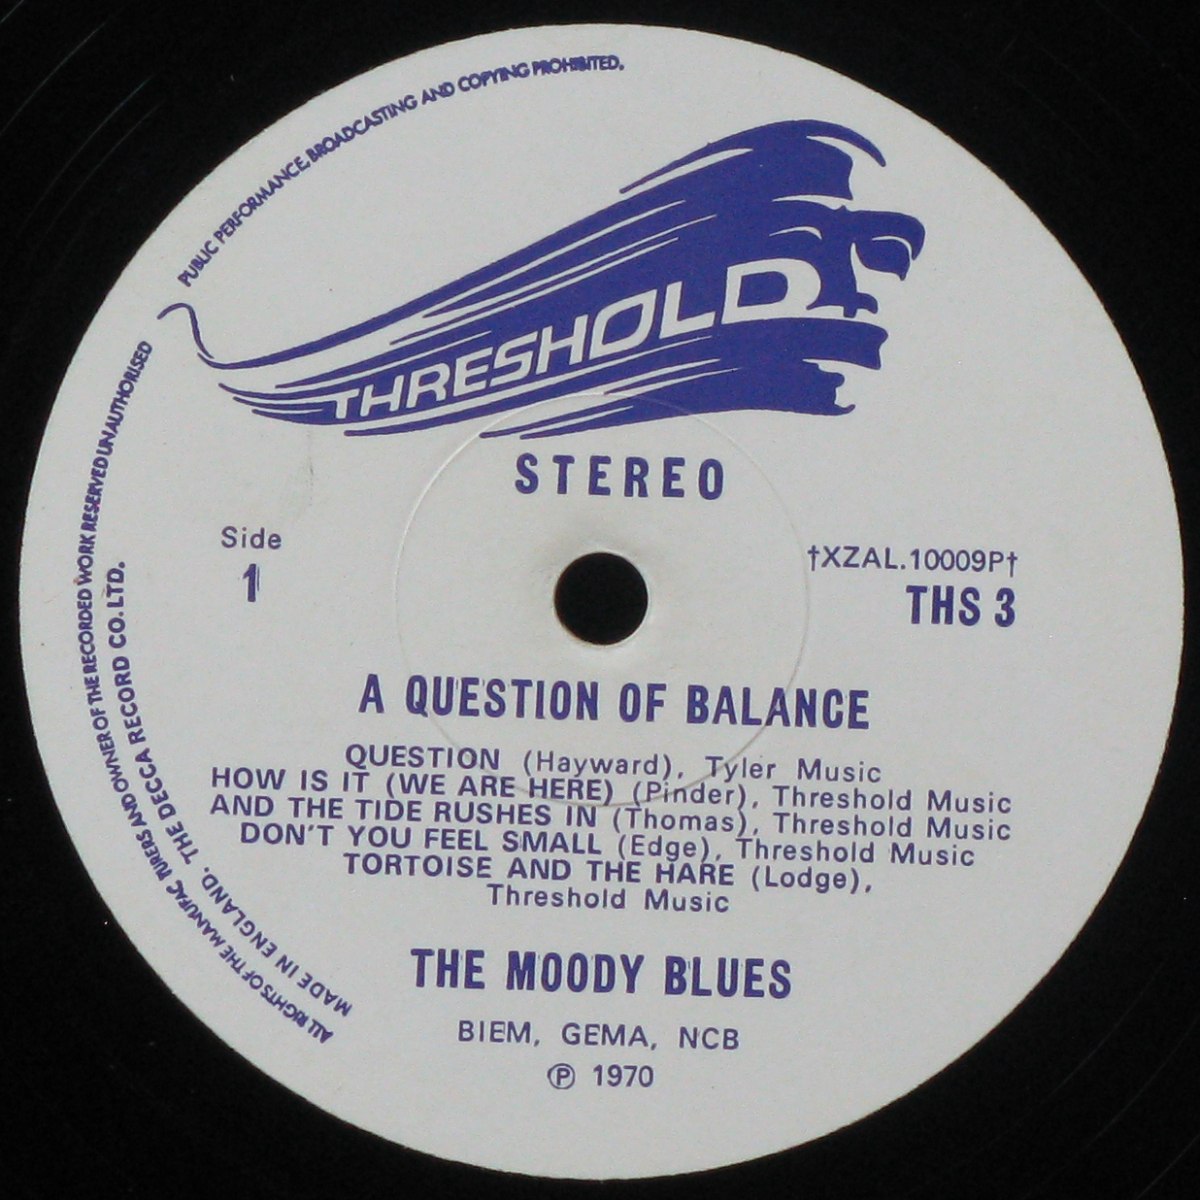 PUBLIC PERFORMANCE, BROADCASTING AND COPYING PROHIBITED.
THRESHOLD
STEREO
Side
1
†XZAL.10009P†
THS 3
A QUESTION OF BALANCE
QUESTION (Hayward), Tyler Music
HOW IS IT (WE ARE HERE) (Pinder), Threshold Music
AND THE TIDE RUSHES IN (Thomas), Threshold Music
DON'T YOU FEEL SMALL (Edge), Threshold Music
TORTOISE AND THE HARE (Lodge),
Threshold Music
THE MOODY BLUES
BIEM, GEMA, NCB
Ⓟ 1970
ALL RIGHTS OF THE MANUFACTURERS AND OWNER OF THE RECORDED WORK RESERVED UNAUTHORISED
MADE IN ENGLAND. THE DECCA RECORD CO. LTD.